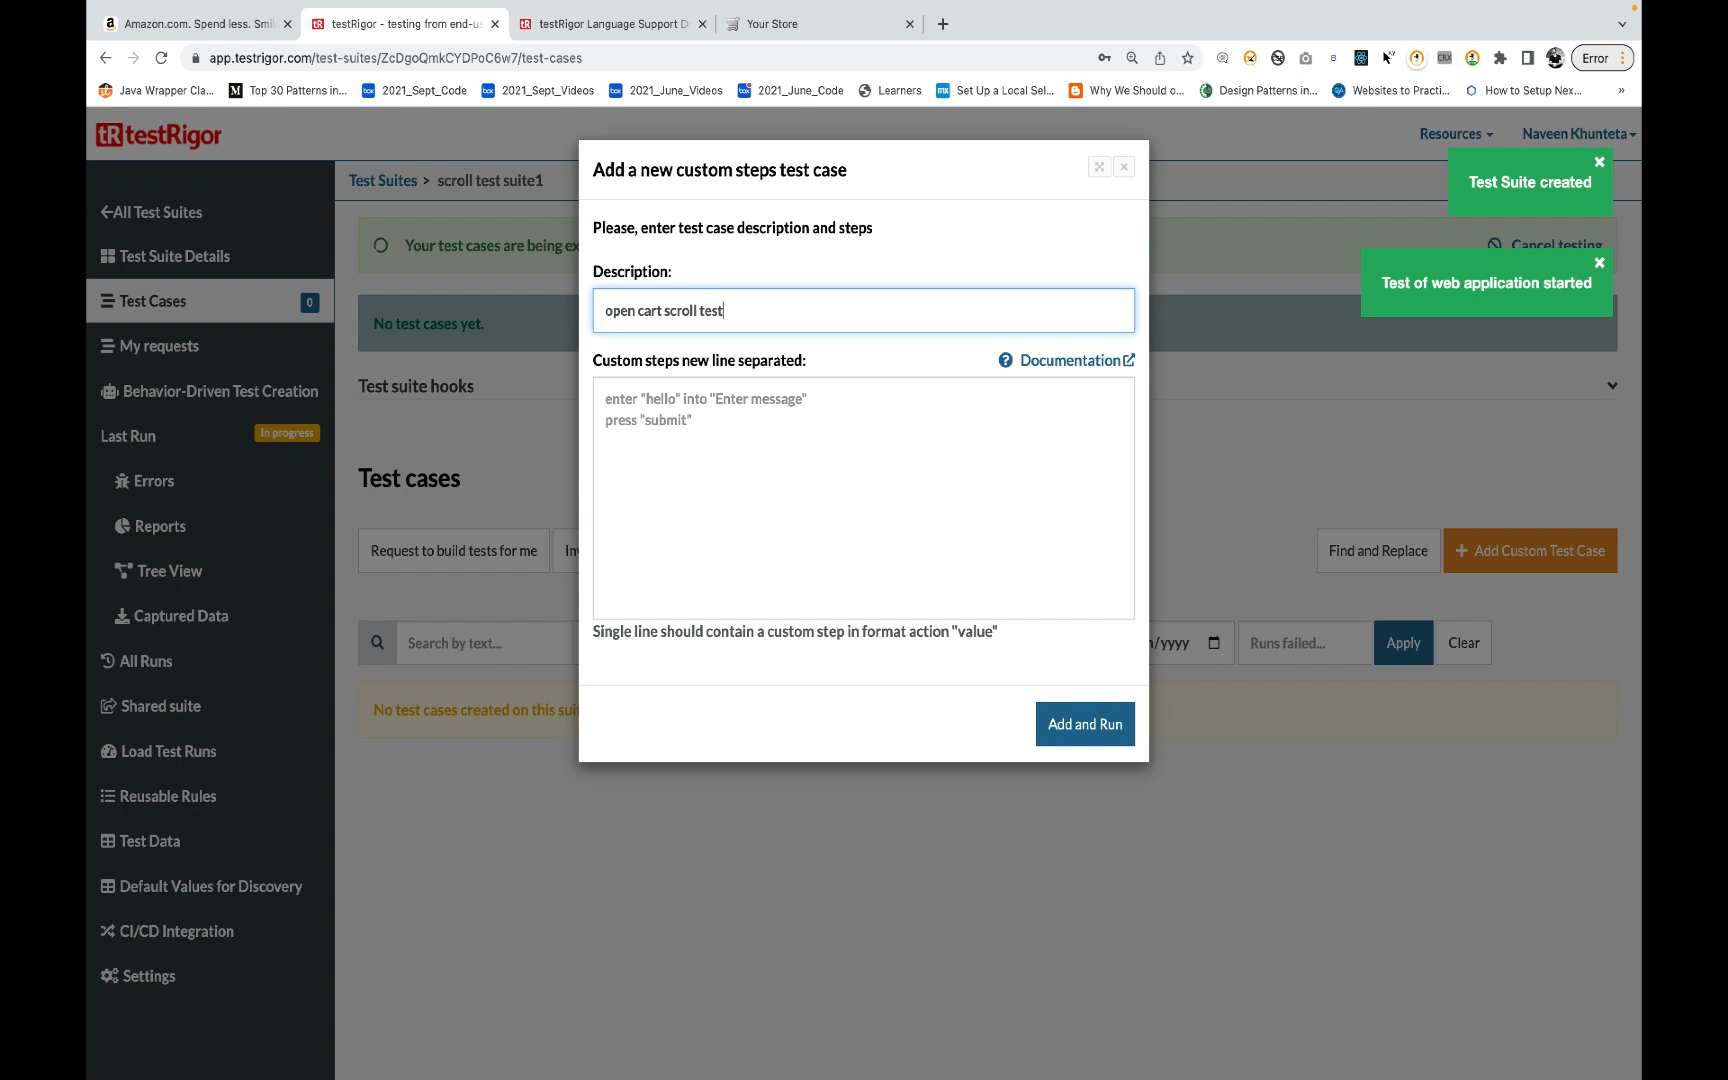 Amazon.com. Spend less. Smil
testRigor - testing from end-us
testRigor Language Support D
Your Store
app.testrigor.com/test-suites/ZcDgoQmkCYDPoC6w7/test-cases
Error
Java Wrapper Cla...
Top 30 Patterns in...
2021_Sept_Code
2021_Sept_Videos
2021_June_Videos
2021_June_Code
Learners
Set Up a Local Sel...
Why We Should o...
Design Patterns in...
Websites to Practi...
How to Setup Nex...
»
testRigor
Resources
Naveen Khunteta
All Test Suites
Test Suite Details
Test Cases
0
My requests
Behavior-Driven Test Creation
Last Run
In progress
Errors
Reports
Tree View
Captured Data
All Runs
Shared suite
Load Test Runs
Reusable Rules
Test Data
Default Values for Discovery
CI/CD Integration
Settings
Test Suites > scroll test suite1
Your test cases are being ex
Cancel testing
No test cases yet.
Test suite hooks
Test cases
Request to build tests for me
Inv
Find and Replace
+ Add Custom Test Case
Search by text...
/yyyy
Runs failed...
Apply
Clear
No test cases created on this suit
Test Suite created
Test of web application started
Add a new custom steps test case
Please, enter test case description and steps
Description:
open cart scroll test
Custom steps new line separated:
Documentation
enter "hello" into "Enter message"
press "submit"
Single line should contain a custom step in format action "value"
Add and Run